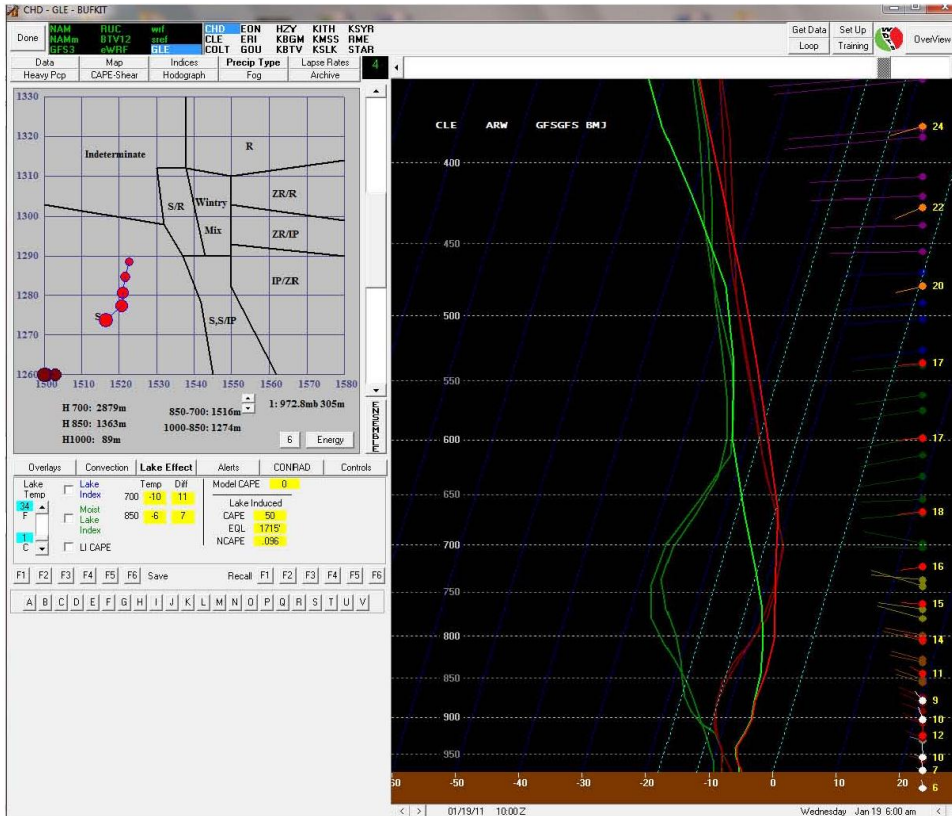 CHD - GLE - BUFKIT
Done
NAM RUC wrf
NAMm BTV12 sref
GFS3 eWRF GLE
CHD EON HZY KITH KSYR
CLE ERI KBGM KMSS RME
COLT GOU KBTV KSLK STAR
Get Data Set Up
Loop Training
OverView
Data Map Indices Precip Type Lapse Rates
Heavy Pcp CAPE-Shear Hodograph Fog Archive
4
1330
1320
1310
1300
1290
1280
1270
1260
Indeterminate
R
S/R
Wintry
Mix
ZR/R
ZR/IP
IP/ZR
S,S/IP
S
1500 1510 1520 1530 1540 1550 1560 1570 1580
H 700: 2879m
H 850: 1363m
H1000: 89m
850-700: 1516m
1000-850: 1274m
1: 972.8mb 305m
6
Energy
ENSEMBLE
Overlays Convection Lake Effect Alerts CONRAD Controls
Lake
Temp
34
F
1
C
Lake
Index
Moist
Lake
Index
LI CAPE
Temp Diff
700 -10 11
850 -6 7
Model CAPE 0
Lake Induced
CAPE 50
EQL 1715'
NCAPE .096
F1 F2 F3 F4 F5 F6 Save Recall F1 F2 F3 F4 F5 F6
A B C D E F G H I J K L M N O P Q R S T U V
CLE ARW GFSGFS BMJ
400
450
500
550
600
650
700
750
800
850
900
950
24
22
20
17
17
18
16
15
14
11
9
10
12
10
7
6
60 -50 -40 -30 -20 -10 0 10 20
< > 01/19/11 10:00Z Wednesday Jan 19 6:00 am <